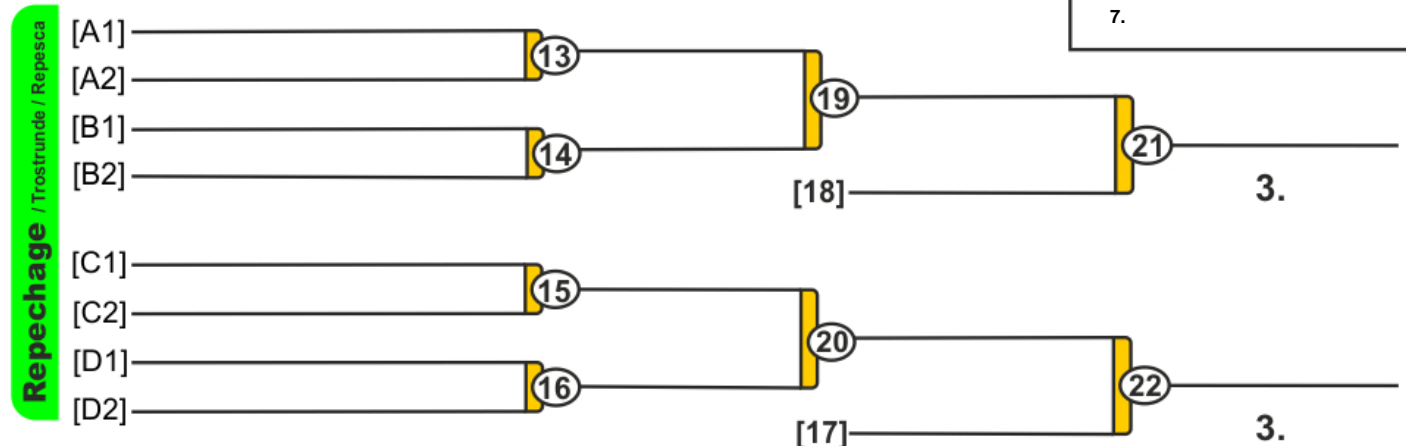 7.
Repechage / Trostrunde / Repesca
[A1]
[A2]
13
[B1]
[B2]
14
19
[18]
21
3.
[C1]
[C2]
15
[D1]
[D2]
16
20
[17]
22
3.